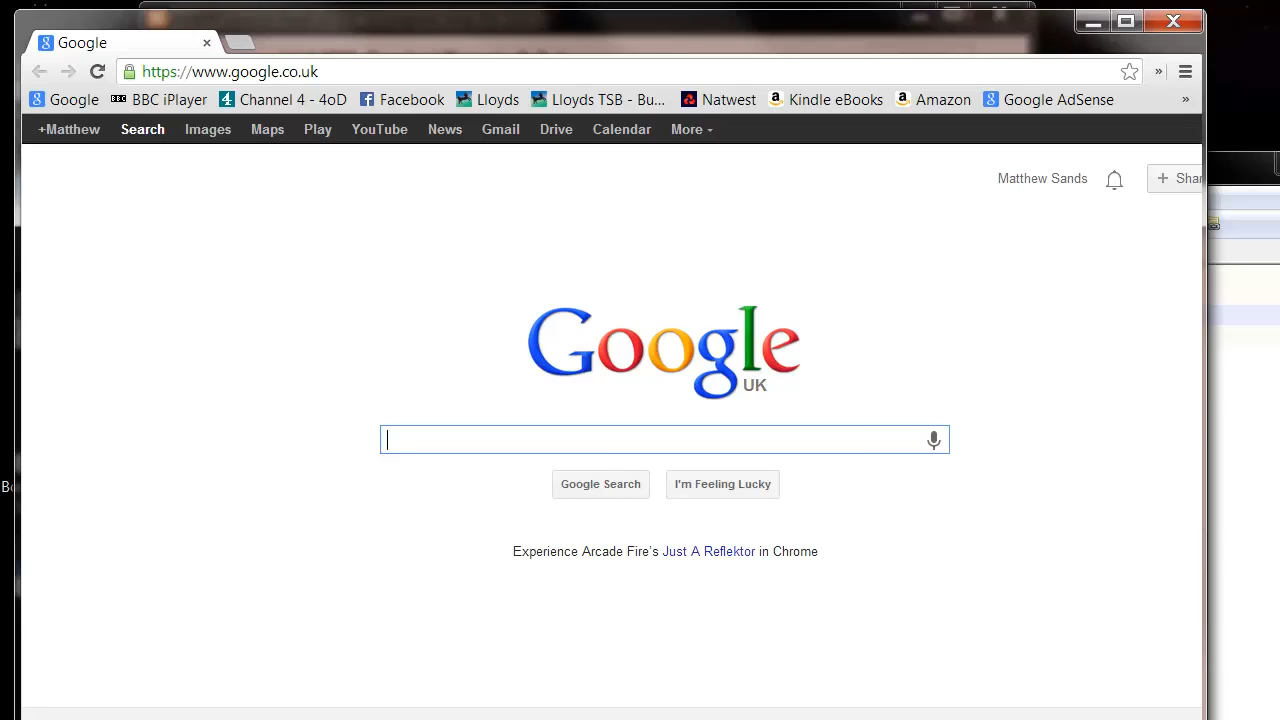 Google
https://www.google.co.uk
Google BBC iPlayer Channel 4 - 4oD Facebook Lloyds Lloyds TSB - Bu... Natwest Kindle eBooks Amazon Google AdSense »
+Matthew Search Images Maps Play YouTube News Gmail Drive Calendar More
Matthew Sands + Shar
Google
UK
Google Search I'm Feeling Lucky
Experience Arcade Fire's Just A Reflektor in Chrome